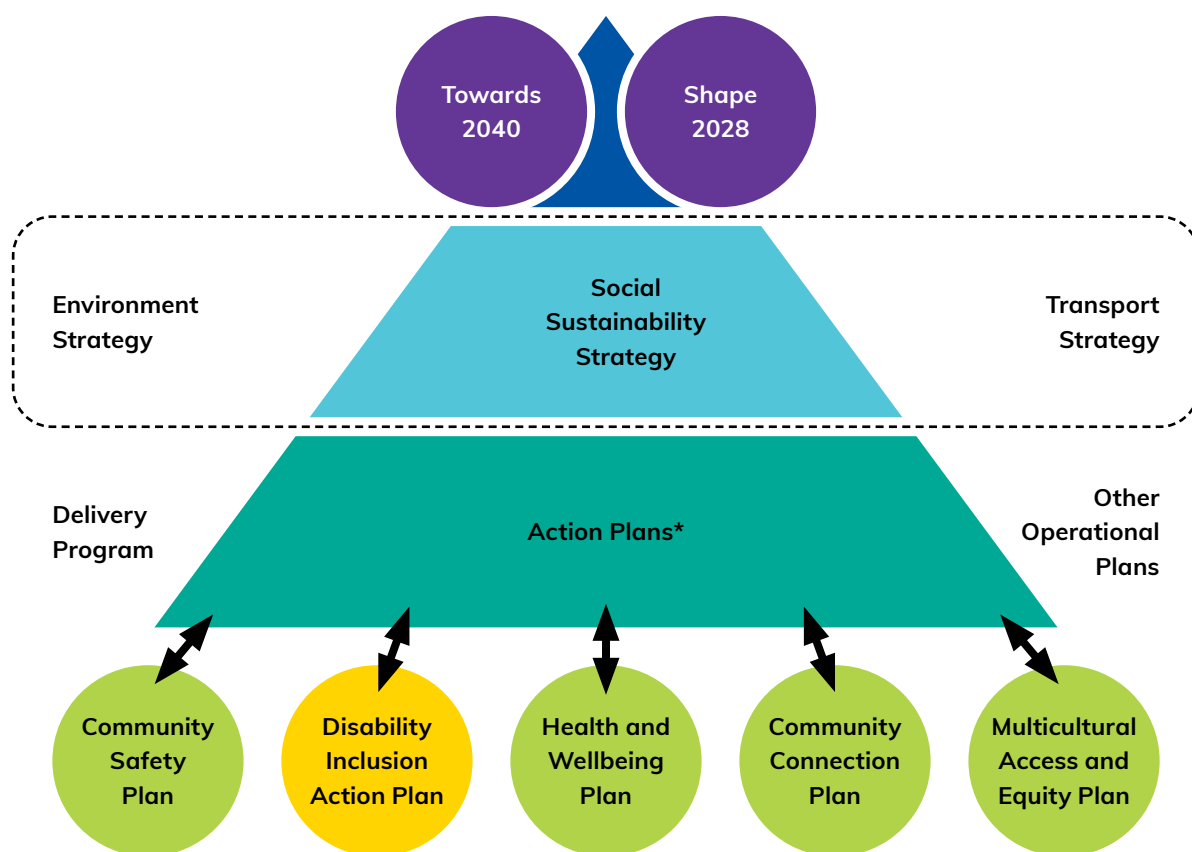 Towards
2040
Shape
2028
Environment
Strategy
Social
Sustainability
Strategy
Transport
Strategy
Delivery
Program
Action Plans*
Other
Operational
Plans
Community
Safety
Plan
Disability
Inclusion
Action Plan
Health and
Wellbeing
Plan
Community
Connection
Plan
Multicultural
Access and
Equity Plan